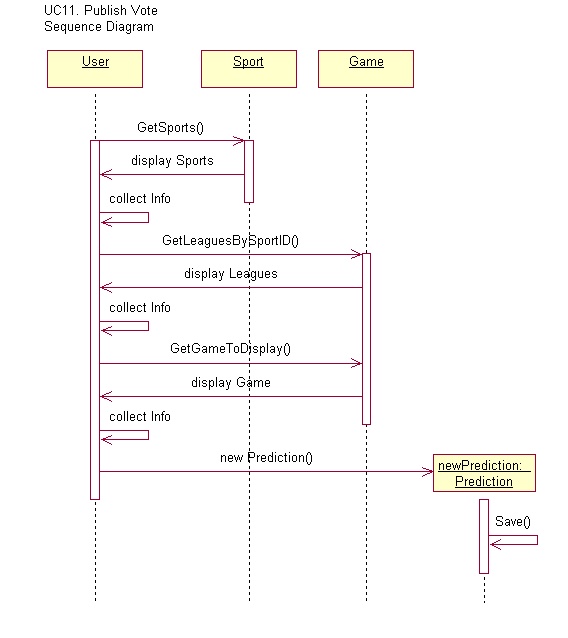 UC11. Publish Vote
Sequence Diagram
User
Sport
Game
GetSports()
display Sports
collect Info
GetLeaguesBySportID()
display Leagues
collect Info
GetGameToDisplay()
display Game
collect Info
new Prediction()
newPrediction:
Prediction
Save()